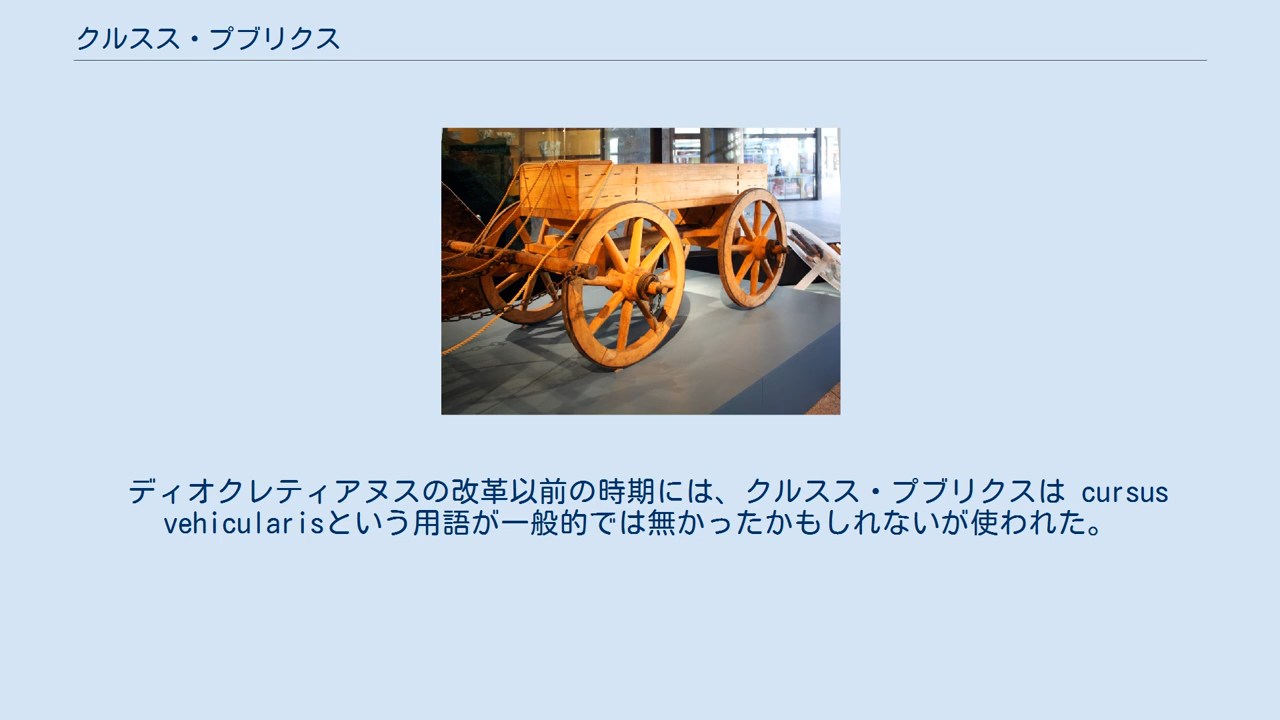 クルスス・プブリクス
ディオクレティアヌスの改革以前の時期には、クルスス・プブリクスは cursus
vehicularisという用語が一般的では無かったかもしれないが使われた。